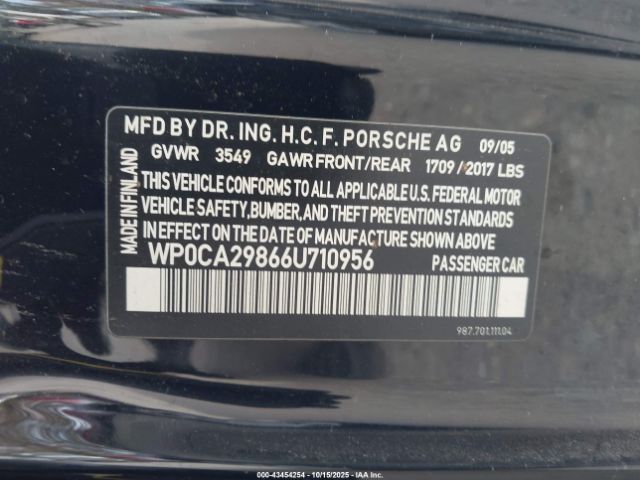 MFD BY DR. ING. H.C. F. PORSCHE AG 09/05
GVWR 3549 GAWR FRONT/REAR 1709/2017 LBS
MADE IN FINLAND
THIS VEHICLE CONFORMS TO ALL APPLICABLE U.S. FEDERAL MOTOR
VEHICLE SAFETY, BUMBER, AND THEFT PREVENTION STANDARDS
IN EFFECT ON THE DATE OF MANUFACTURE SHOWN ABOVE.
WP0CA29866U710956 PASSENGER CAR
987.701.111.04
000-43454254 | 10/15/2025 | © IAA Holdings, LLC